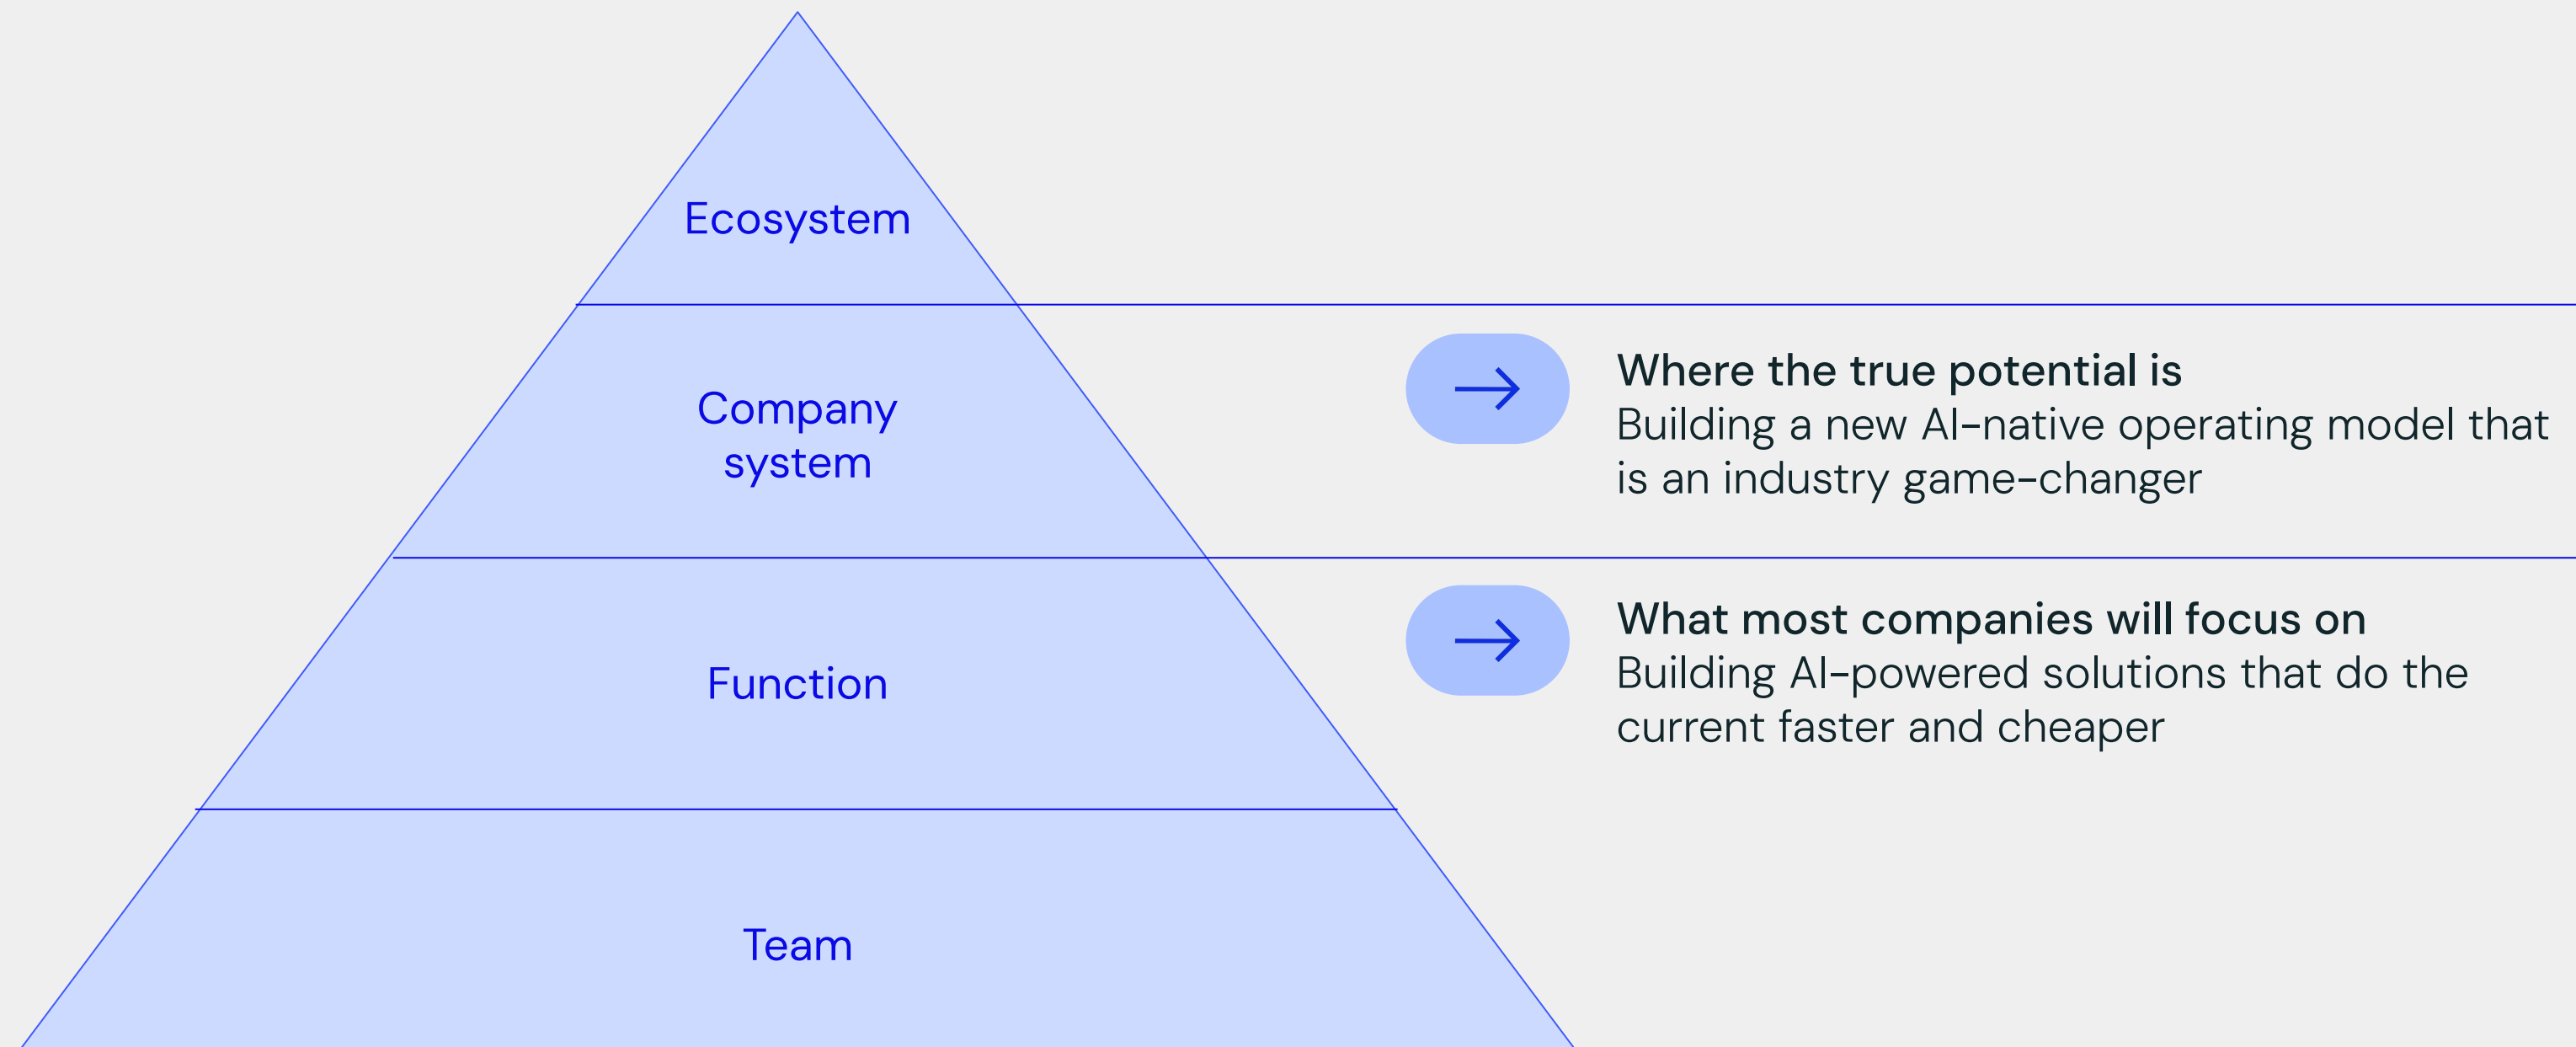 Ecosystem
Company
system
Where the true potential is
Building a new AI-native operating model that
is an industry game-changer
Function
What most companies will focus on
Building AI-powered solutions that do the
current faster and cheaper
Team